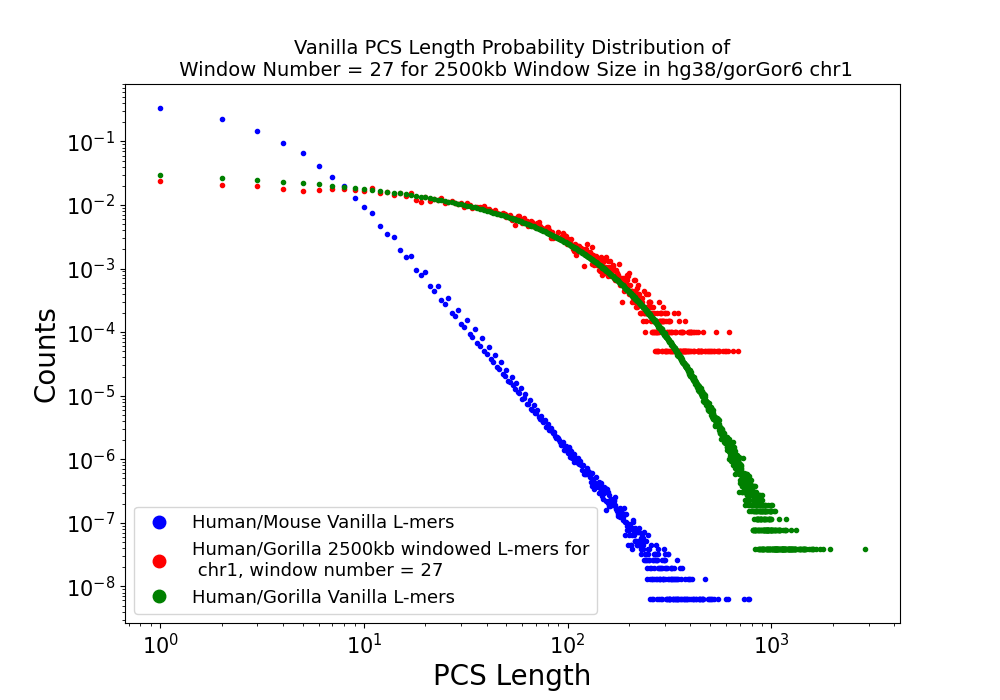 Vanilla PCS Length Probability Distribution of
Window Number = 27 for 2500kb Window Size in hg38/gorGor6 chr1
10⁻¹
10⁻²
10⁻³
10⁻⁴
10⁻⁵
10⁻⁶
10⁻⁷
10⁻⁸
Counts
Human/Mouse Vanilla L-mers
Human/Gorilla 2500kb windowed L-mers for
chr1, window number = 27
Human/Gorilla Vanilla L-mers
10⁰ 10¹ 10² 10³
PCS Length